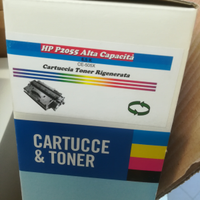 HP P2055 Alta Capacità
CE-505X
Cartuccia Toner Rigenerata
CARTUCCE
& TONER